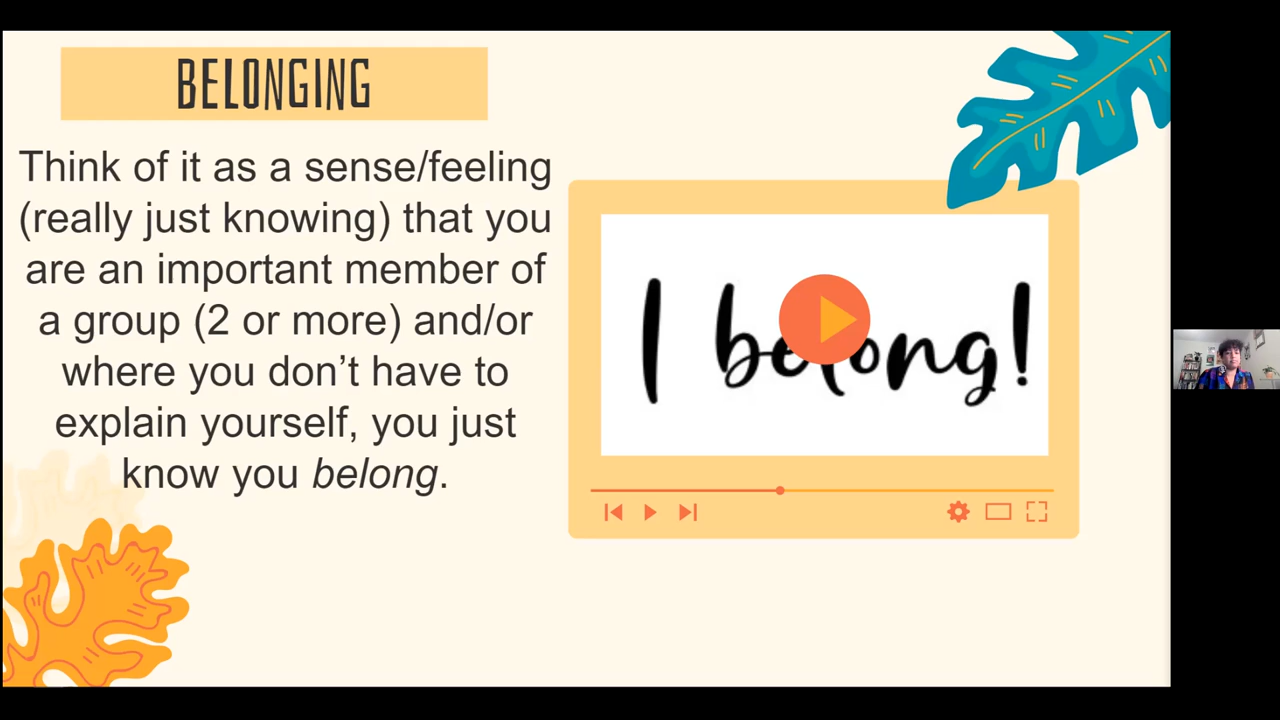 BELONGING
Think of it as a sense/feeling
(really just knowing) that you
are an important member of
a group (2 or more) and/or
where you don’t have to
explain yourself, you just
know you belong.
I belong!